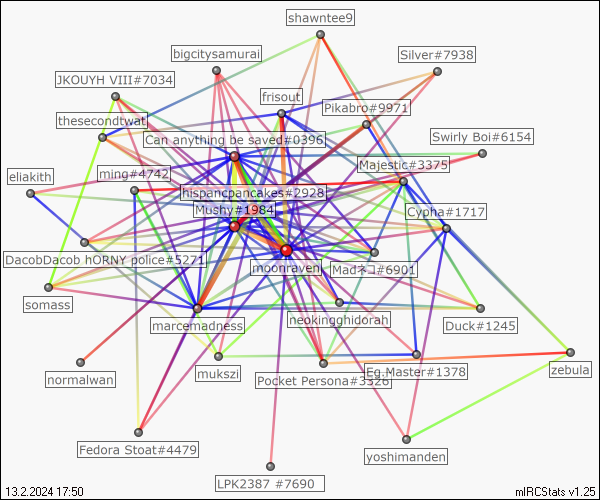 shawntee9
bigcitysamurai
Silver#7938
JKOUYH VIII#7034
frisout
Pikabro#9971
thesecondtwat
Can anything be saved#0396
Swirly Boi#6154
Majestic#3375
eliakith
ming#4742
hispancpancakes#2928
Mushy#1984
Cypha#1717
DacobDacob hORNY police#5271
moonraven
Madネコ#6901
somass
marcemadness
neokingghidorah
Duck#1245
mukszi
Pocket Persona#3326
Eg.Master#1378
zebula
normalwan
Fedora Stoat#4479
yoshimanden
LPK2387 #7690
13.2.2024 17:50
mIRCStats v1.25